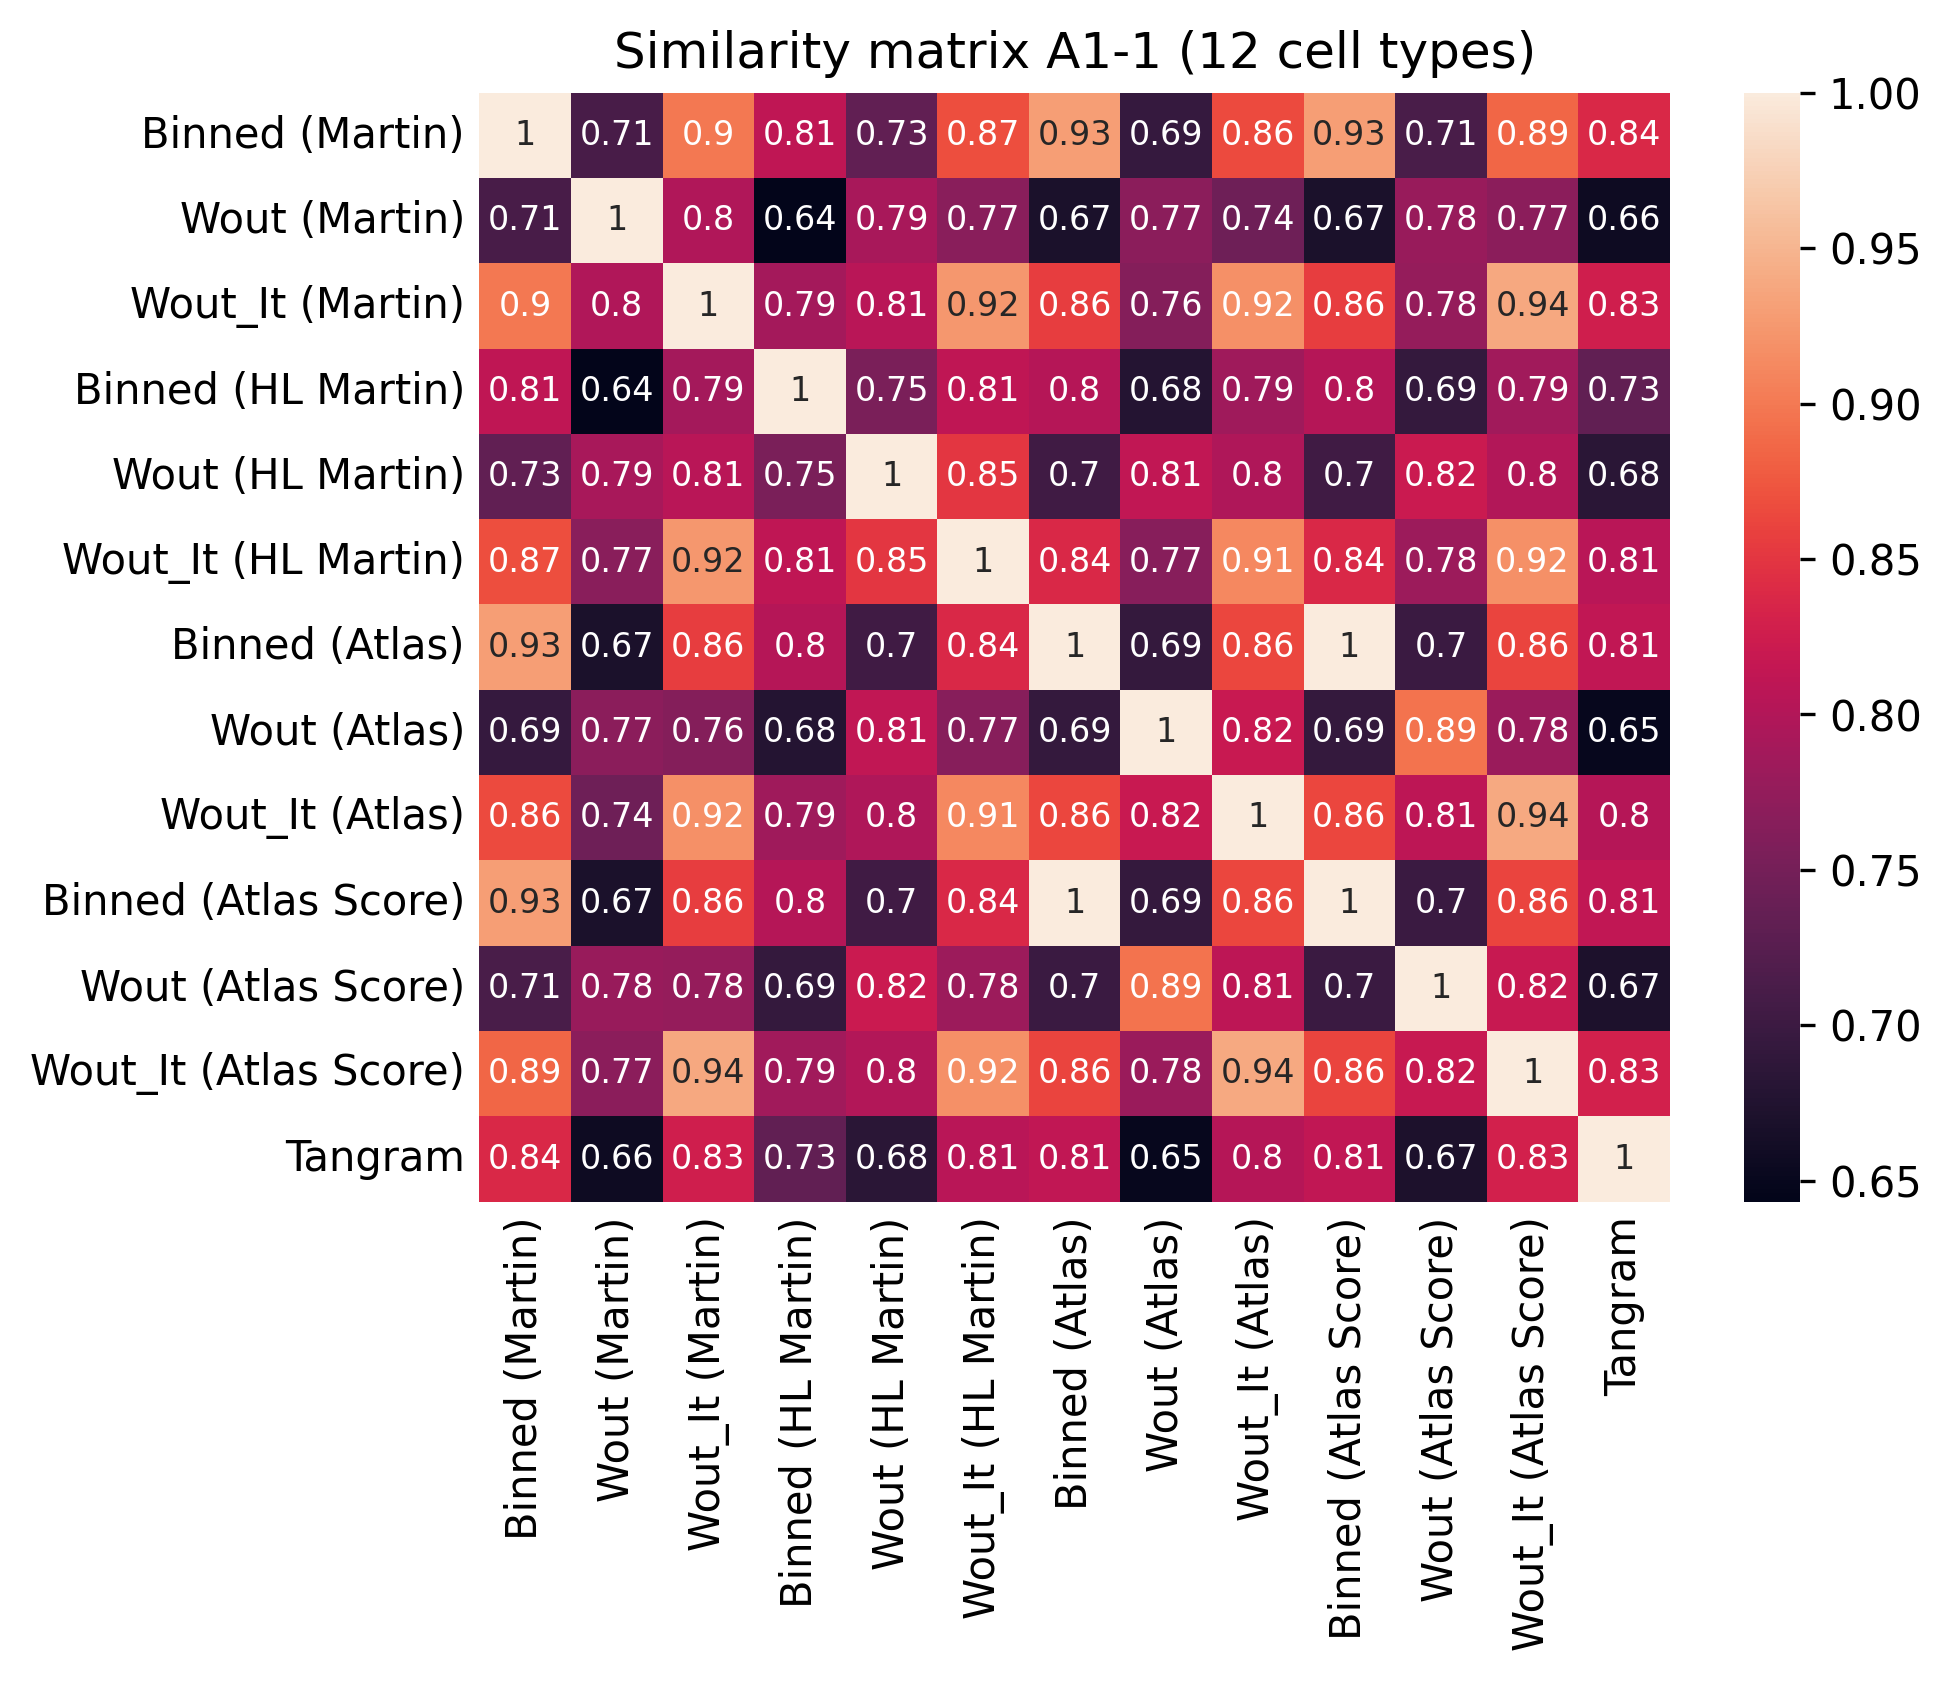 Similarity matrix A1-1 (12 cell types)
Binned (Martin) 1 0.71 0.9 0.81 0.73 0.87 0.93 0.69 0.86 0.93 0.71 0.89 0.84
Wout (Martin) 0.71 1 0.8 0.64 0.79 0.77 0.67 0.77 0.74 0.67 0.78 0.77 0.66
Wout_It (Martin) 0.9 0.8 1 0.79 0.81 0.92 0.86 0.76 0.92 0.86 0.78 0.94 0.83
Binned (HL Martin) 0.81 0.64 0.79 1 0.75 0.81 0.8 0.68 0.79 0.8 0.69 0.79 0.73
Wout (HL Martin) 0.73 0.79 0.81 0.75 1 0.85 0.7 0.81 0.8 0.7 0.82 0.8 0.68
Wout_It (HL Martin) 0.87 0.77 0.92 0.81 0.85 1 0.84 0.77 0.91 0.84 0.78 0.92 0.81
Binned (Atlas) 0.93 0.67 0.86 0.8 0.7 0.84 1 0.69 0.86 1 0.7 0.86 0.81
Wout (Atlas) 0.69 0.77 0.76 0.68 0.81 0.77 0.69 1 0.82 0.69 0.89 0.78 0.65
Wout_It (Atlas) 0.86 0.74 0.92 0.79 0.8 0.91 0.86 0.82 1 0.86 0.81 0.94 0.8
Binned (Atlas Score) 0.93 0.67 0.86 0.8 0.7 0.84 1 0.69 0.86 1 0.7 0.86 0.81
Wout (Atlas Score) 0.71 0.78 0.78 0.69 0.82 0.78 0.7 0.89 0.81 0.7 1 0.82 0.67
Wout_It (Atlas Score) 0.89 0.77 0.94 0.79 0.8 0.92 0.86 0.78 0.94 0.86 0.82 1 0.83
Tangram 0.84 0.66 0.83 0.73 0.68 0.81 0.81 0.65 0.8 0.81 0.67 0.83 1
Binned (Martin)
Wout (Martin)
Wout_It (Martin)
Binned (HL Martin)
Wout (HL Martin)
Wout_It (HL Martin)
Binned (Atlas)
Wout (Atlas)
Wout_It (Atlas)
Binned (Atlas Score)
Wout (Atlas Score)
Wout_It (Atlas Score)
Tangram
1.00
0.95
0.90
0.85
0.80
0.75
0.70
0.65